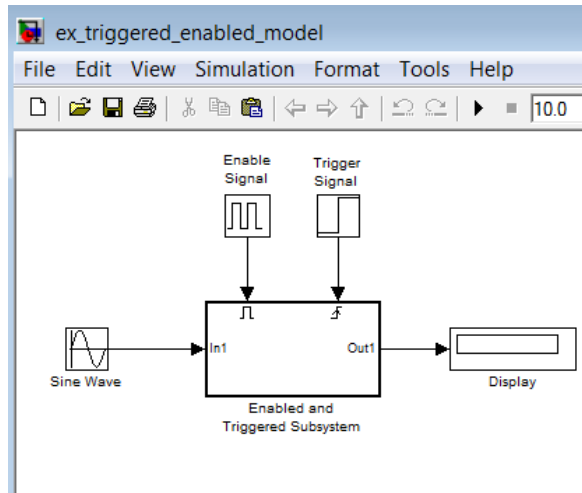 ex_triggered_enabled_model
File Edit View Simulation Format Tools Help
10.0
Enable
Signal
Trigger
Signal
In1
Out1
Sine Wave
Display
Enabled and
Triggered Subsystem